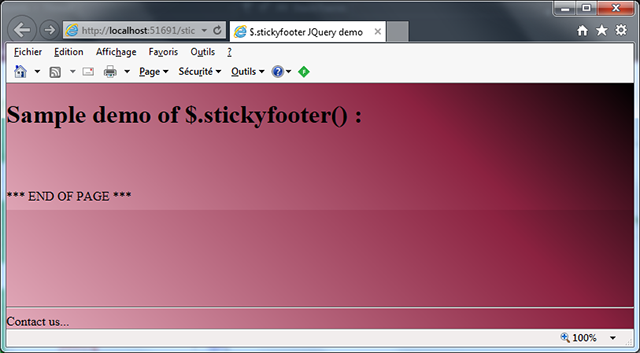 http://localhost:51691/stic
$.stickyfooter JQuery demo
Fichier Edition Affichage Favoris Outils ?
Page Sécurité Outils
Sample demo of $.stickyfooter() :
*** END OF PAGE ***
Contact us...
100%